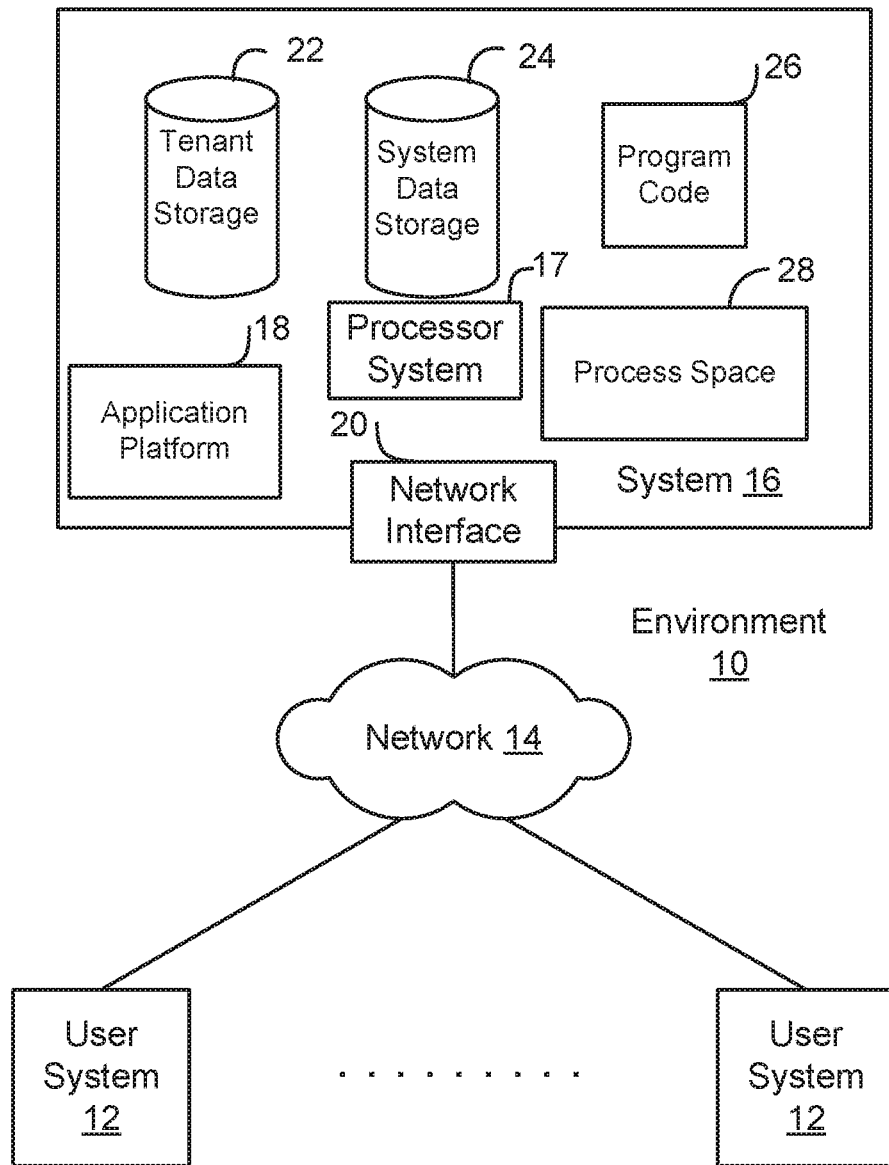 22
24
26
Tenant
Data
Storage
System
Data
Storage
Program
Code
17
28
18
Processor
System
Process Space
Application
Platform
20
Network
Interface
System 16
Environment
10
Network 14
User
System
12
. . . . . . . . .
User
System
12